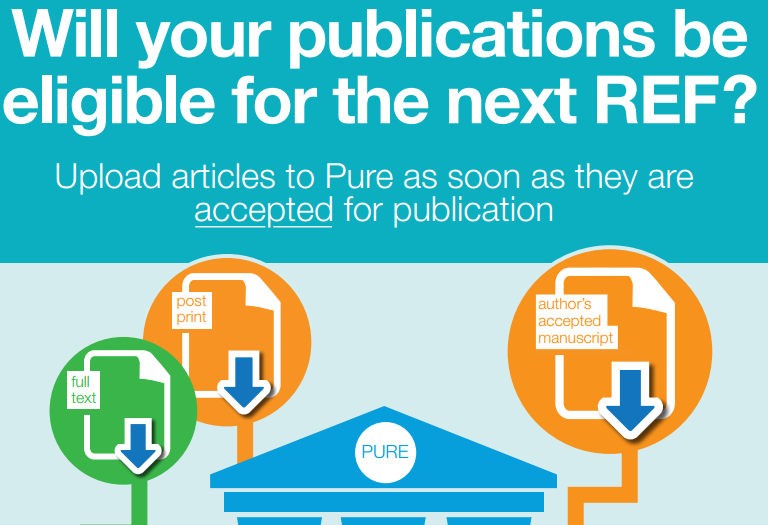 Will your publications be
eligible for the next REF?
Upload articles to Pure as soon as they are
accepted for publication
post
print
author's
accepted
manuscript
full
text
PURE